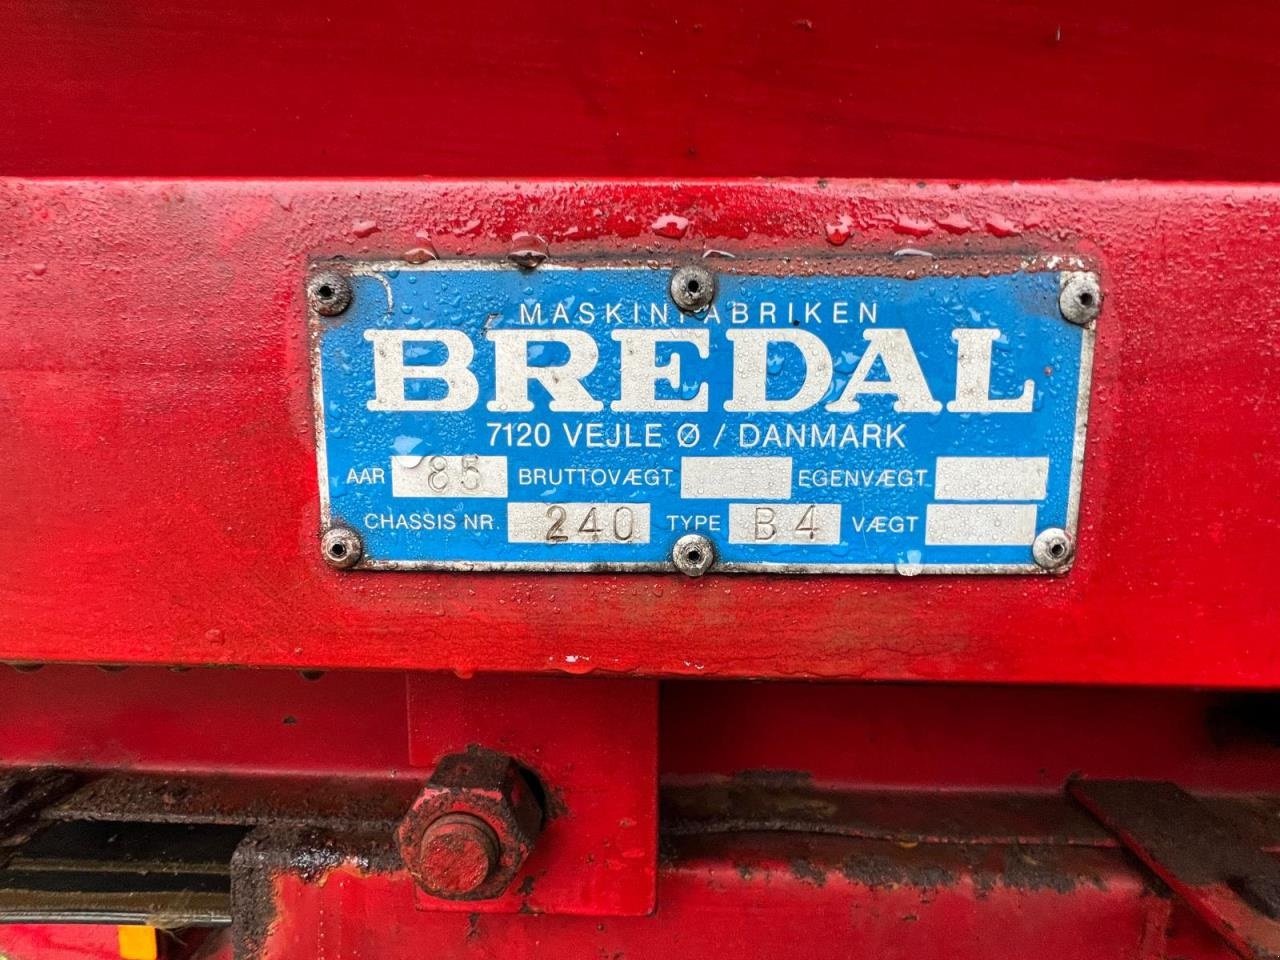 MASKINFABRIKEN
BREDAL
7120 VEJLE Ø / DANMARK
AAR 85 BRUTTOVÆGT EGENVÆGT
CHASSIS NR. 240 TYPE B4 VÆGT